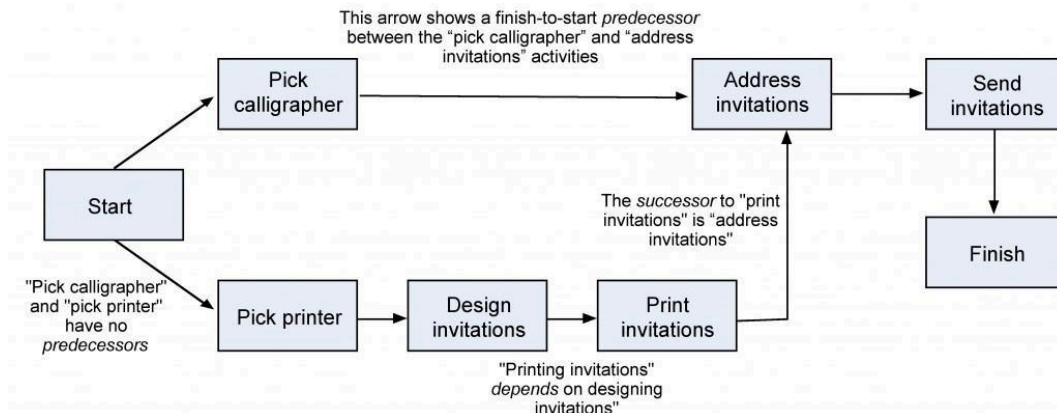 This arrow shows a finish-to-start predecessor
between the “pick calligrapher” and “address
invitations” activities
Pick
calligrapher
Address
invitations
Send
invitations
Start
The successor to "print
invitations" is “address
invitations"
Finish
"Pick calligrapher"
and "pick printer"
have no
predecessors
Pick printer
Design
invitations
Print
invitations
"Printing invitations"
depends on designing
invitations"